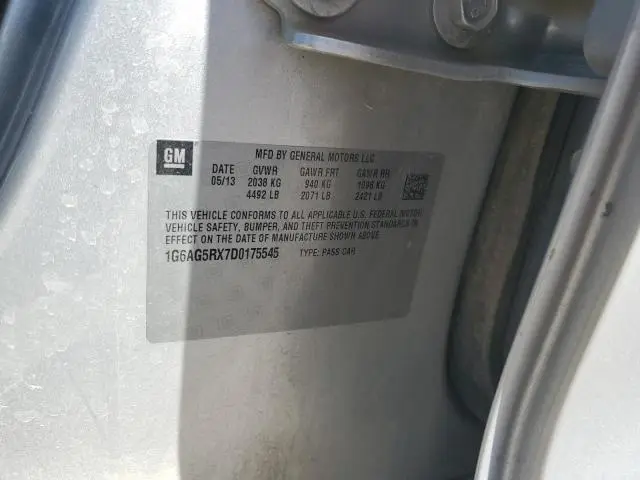 GM
MFD BY GENERAL MOTORS LLC
DATE GVWR GAWR FRT GAWR RR
05/13 2038 KG 940 KG 1098 KG
4492 LB 2071 LB 2421 LB
THIS VEHICLE CONFORMS TO ALL APPLICABLE U.S. FEDERAL MOTOR
VEHICLE SAFETY, BUMPER, AND THEFT PREVENTION STANDARDS IN
EFFECT ON THE DATE OF MANUFACTURE SHOWN ABOVE.
1G6AG5RX7D0175545 TYPE: PASS CAR